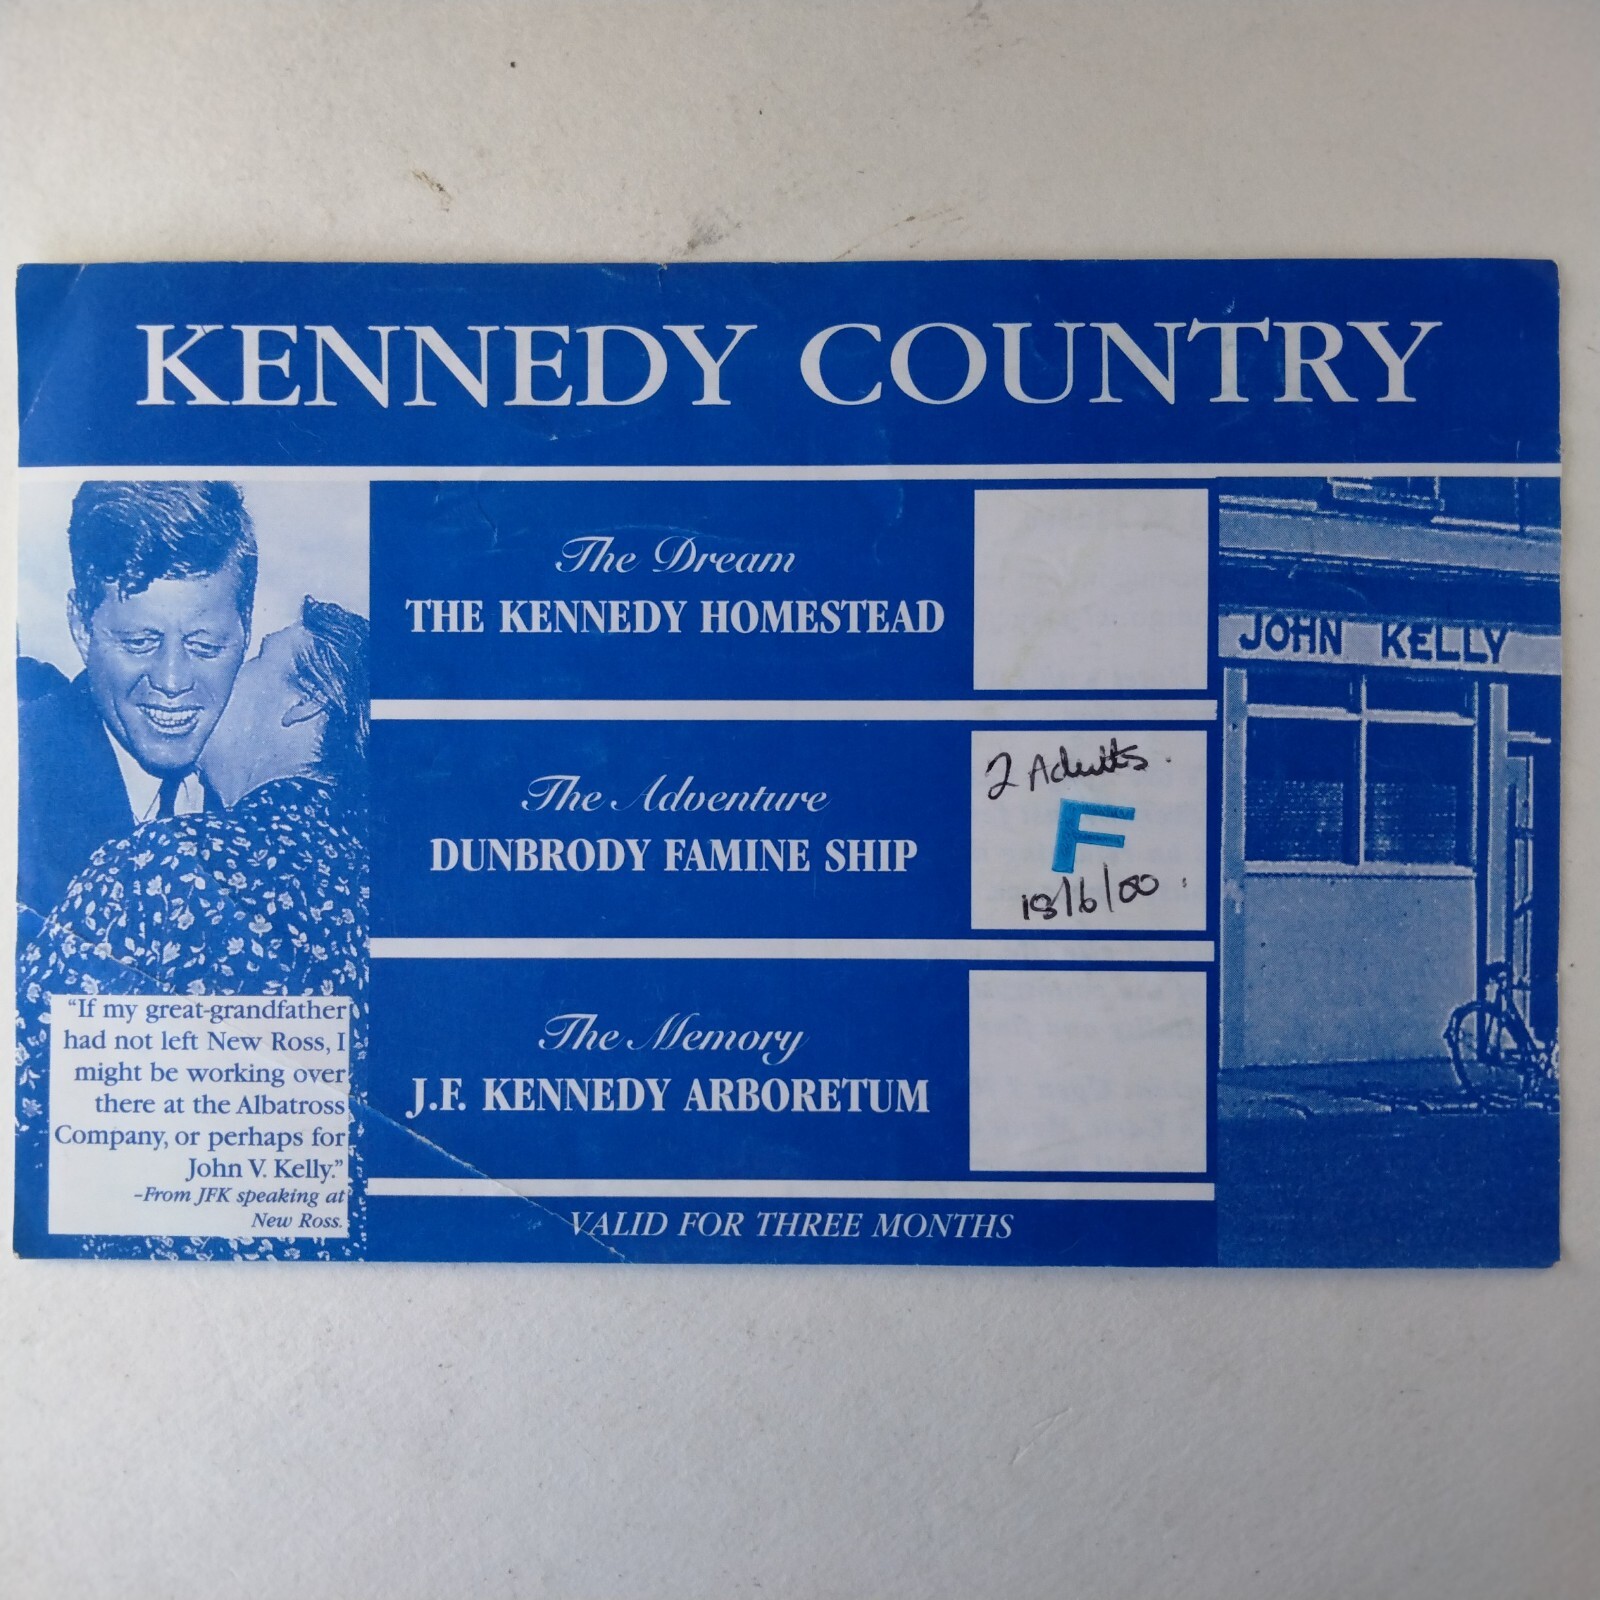 KENNEDY COUNTRY
The Dream
THE KENNEDY HOMESTEAD
The Adventure
DUNBRODY FAMINE SHIP
2 Adults.
F
18/6/00.
The Memory
J.F. KENNEDY ARBORETUM
VALID FOR THREE MONTHS
"If my great-grandfather
had not left New Ross, I
might be working over
there at the Albatross
Company, or perhaps for
John V. Kelly."
-From JFK speaking at
New Ross.
JOHN KELLY